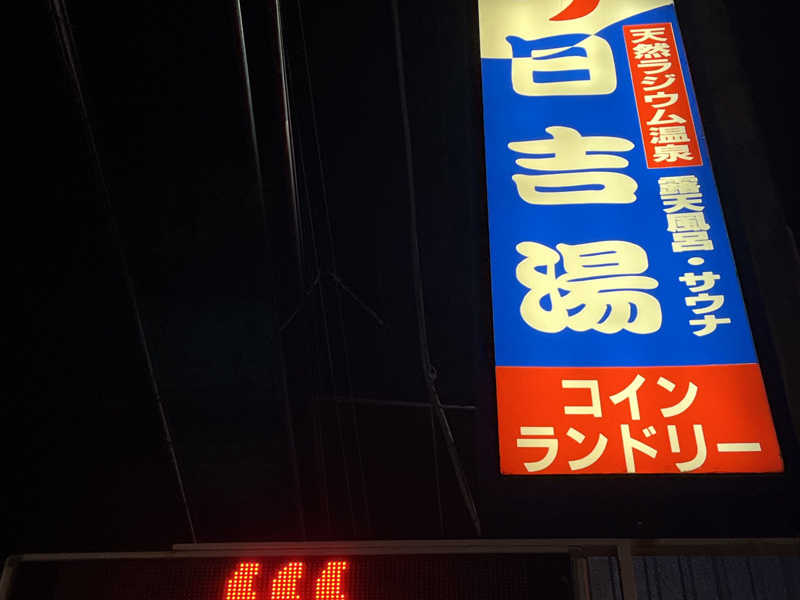 天然ラジウム温泉
露天風呂・サウナ
日吉湯
コイン
ランドリー